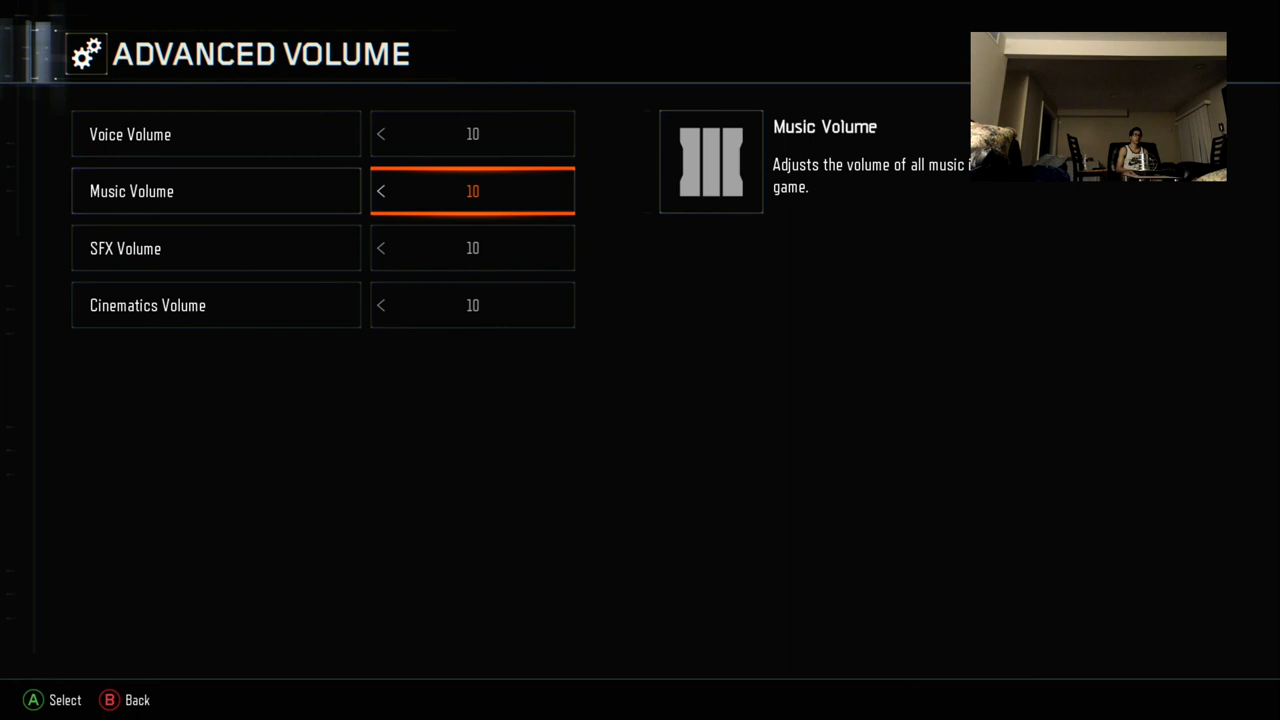 ADVANCED VOLUME
Voice Volume
< 10
Music Volume
< 10
SFX Volume
< 10
Cinematics Volume
< 10
Music Volume
Adjusts the volume of all music
game.
A Select B Back